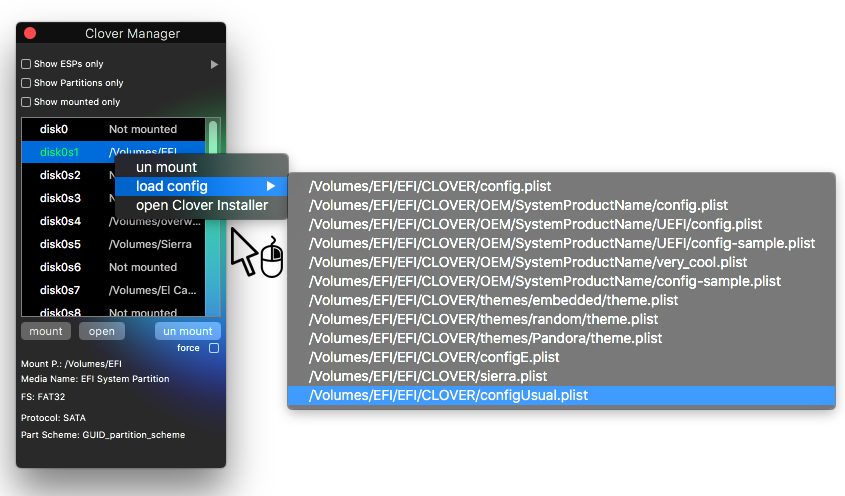 Clover Manager
Show ESPs only
Show Partitions only
Show mounted only
disk0 Not mounted
disk0s1 /Volumes/EFI
disk0s2
disk0s3
disk0s4 /Volumes/overw...
disk0s5 /Volumes/Sierra
disk0s6 Not mounted
disk0s7 /Volumes/El Ca...
disk0s8 Not mounted
un mount
load config
open Clover Installer
/Volumes/EFI/EFI/CLOVER/config.plist
/Volumes/EFI/EFI/CLOVER/OEM/SystemProductName/config.plist
/Volumes/EFI/EFI/CLOVER/OEM/SystemProductName/UEFI/config.plist
/Volumes/EFI/EFI/CLOVER/OEM/SystemProductName/UEFI/config-sample.plist
/Volumes/EFI/EFI/CLOVER/OEM/SystemProductName/very_cool.plist
/Volumes/EFI/EFI/CLOVER/OEM/SystemProductName/config-sample.plist
/Volumes/EFI/EFI/CLOVER/themes/embedded/theme.plist
/Volumes/EFI/EFI/CLOVER/themes/random/theme.plist
/Volumes/EFI/EFI/CLOVER/themes/Pandora/theme.plist
/Volumes/EFI/EFI/CLOVER/configE.plist
/Volumes/EFI/EFI/CLOVER/sierra.plist
/Volumes/EFI/EFI/CLOVER/configUsual.plist
mount open un mount
force
Mount P.: /Volumes/EFI
Media Name: EFI System Partition
FS: FAT32
Protocol: SATA
Part Scheme: GUID_partition_scheme